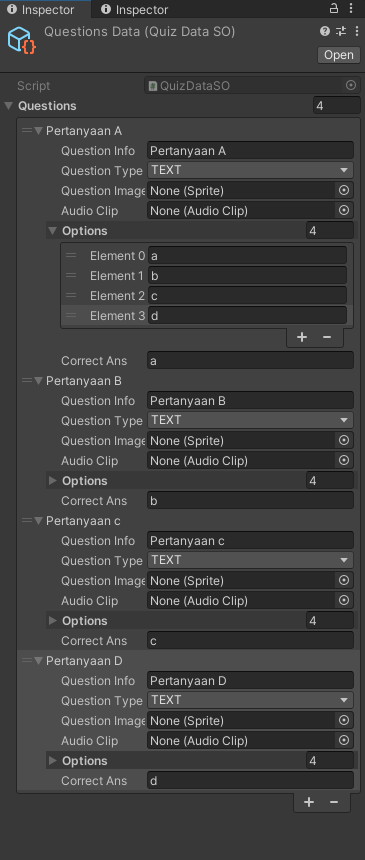 Inspector Inspector
Questions Data (Quiz Data SO)
Open
Script QuizDataSO
Questions 4
Pertanyaan A
Question Info Pertanyaan A
Question Type TEXT
Question Image None (Sprite)
Audio Clip None (Audio Clip)
Options 4
Element 0 a
Element 1 b
Element 2 c
Element 3 d
Correct Ans a
Pertanyaan B
Question Info Pertanyaan B
Question Type TEXT
Question Image None (Sprite)
Audio Clip None (Audio Clip)
Options 4
Correct Ans b
Pertanyaan c
Question Info Pertanyaan c
Question Type TEXT
Question Image None (Sprite)
Audio Clip None (Audio Clip)
Options 4
Correct Ans c
Pertanyaan D
Question Info Pertanyaan D
Question Type TEXT
Question Image None (Sprite)
Audio Clip None (Audio Clip)
Options 4
Correct Ans d